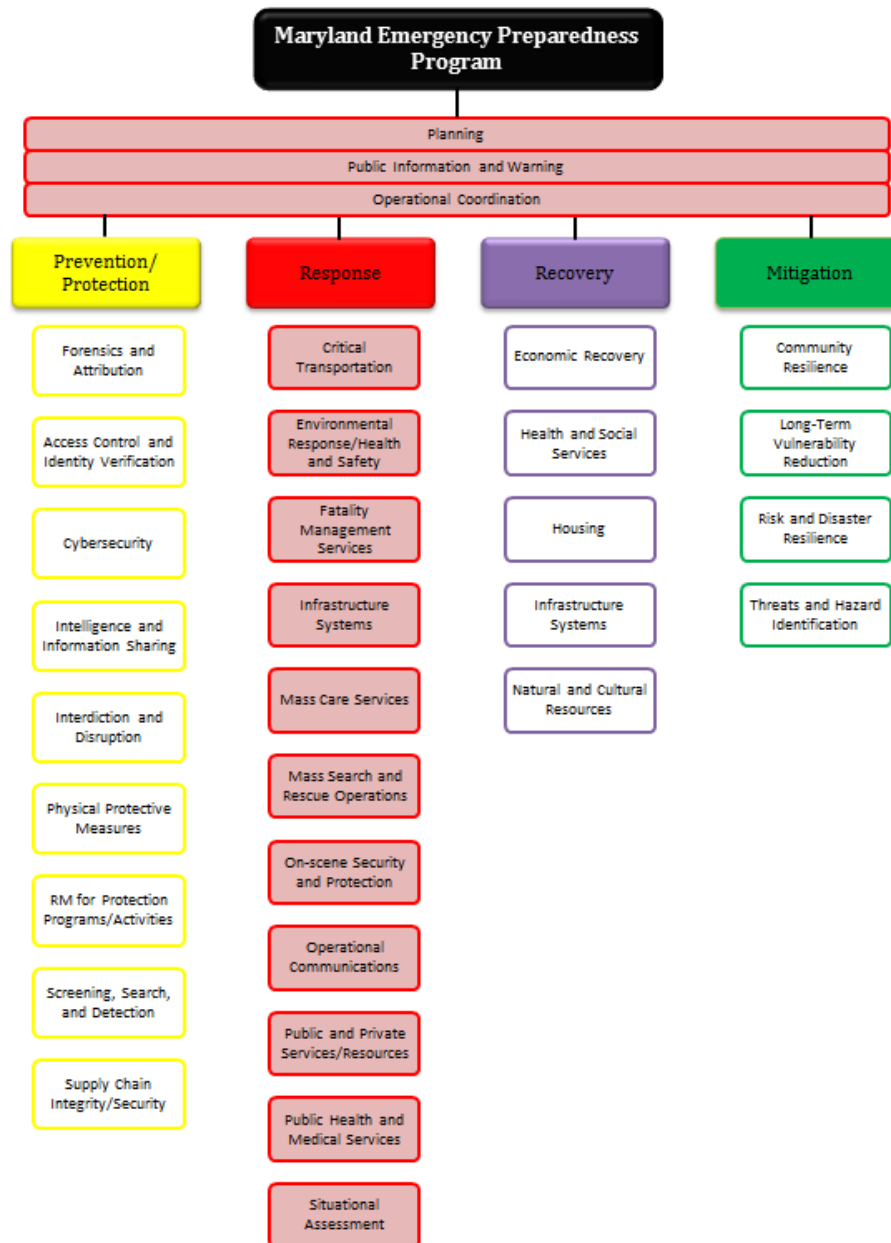 Maryland Emergency Preparedness
Program
Planning
Public Information and Warning
Operational Coordination
Prevention/
Protection
Forensics and
Attribution
Access Control and
Identity Verification
Cybersecurity
Intelligence and
Information Sharing
Interdiction and
Disruption
Physical Protective
Measures
RM for Protection
Programs/Activities
Screening, Search,
and Detection
Supply Chain
Integrity/Security
Response
Critical
Transportation
Environmental
Response/Health
and Safety
Fatality
Management
Services
Infrastructure
Systems
Mass Care Services
Mass Search and
Rescue Operations
On-scene Security
and Protection
Operational
Communications
Public and Private
Services/Resources
Public Health and
Medical Services
Situational
Assessment
Recovery
Economic Recovery
Health and Social
Services
Housing
Infrastructure
Systems
Natural and Cultural
Resources
Mitigation
Community
Resilience
Long-Term
Vulnerability
Reduction
Risk and Disaster
Resilience
Threats and Hazard
Identification